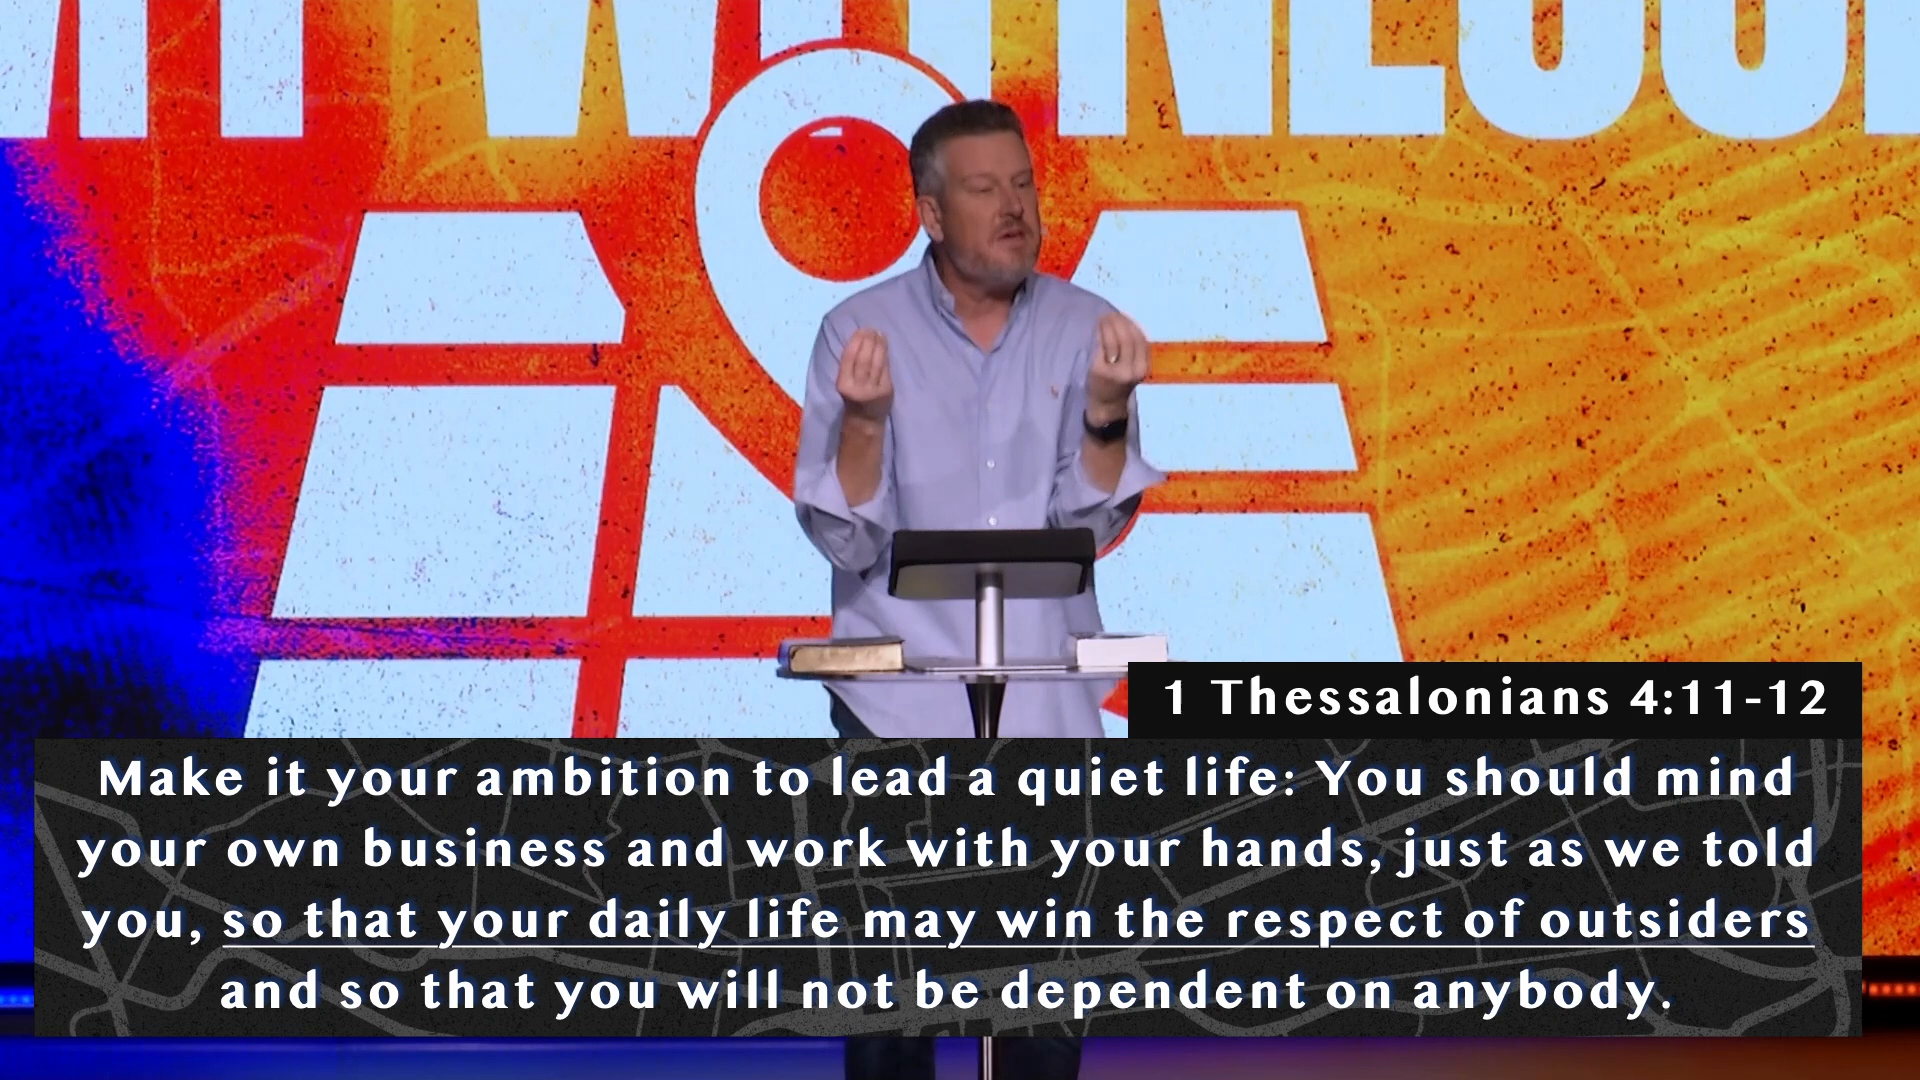 1 Thessalonians 4:11-12
Make it your ambition to lead a quiet life: You should mind
your own business and work with your hands, just as we told
you, so that your daily life may win the respect of outsiders
and so that you will not be dependent on anybody.